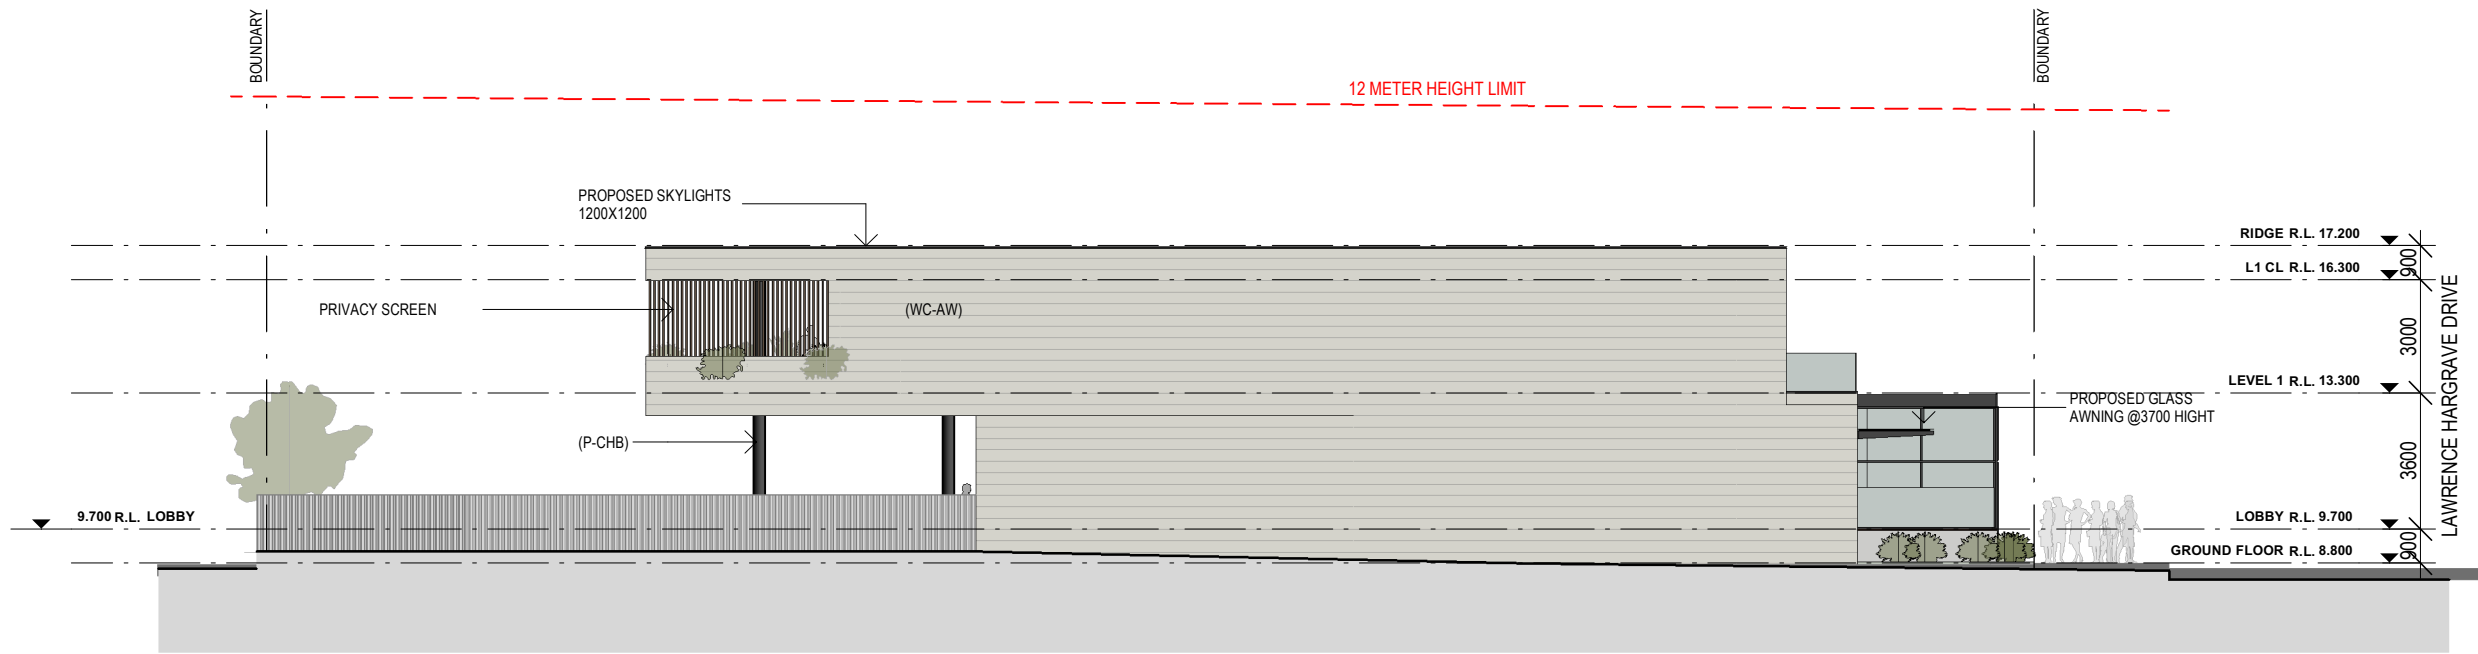 BOUNDARY
BOUNDARY
12 METER HEIGHT LIMIT
PROPOSED SKYLIGHTS
1200X1200
RIDGE R.L. 17.200
900
L1 CL R.L. 16.300
PRIVACY SCREEN
(WC-AW)
3000
LEVEL 1 R.L. 13.300
PROPOSED GLASS
AWNING @3700 HIGHT
(P-CHB)
3600
LAWRENCE HARGRAVE DRIVE
9.700 R.L. LOBBY
LOBBY R.L. 9.700
900
GROUND FLOOR R.L. 8.800